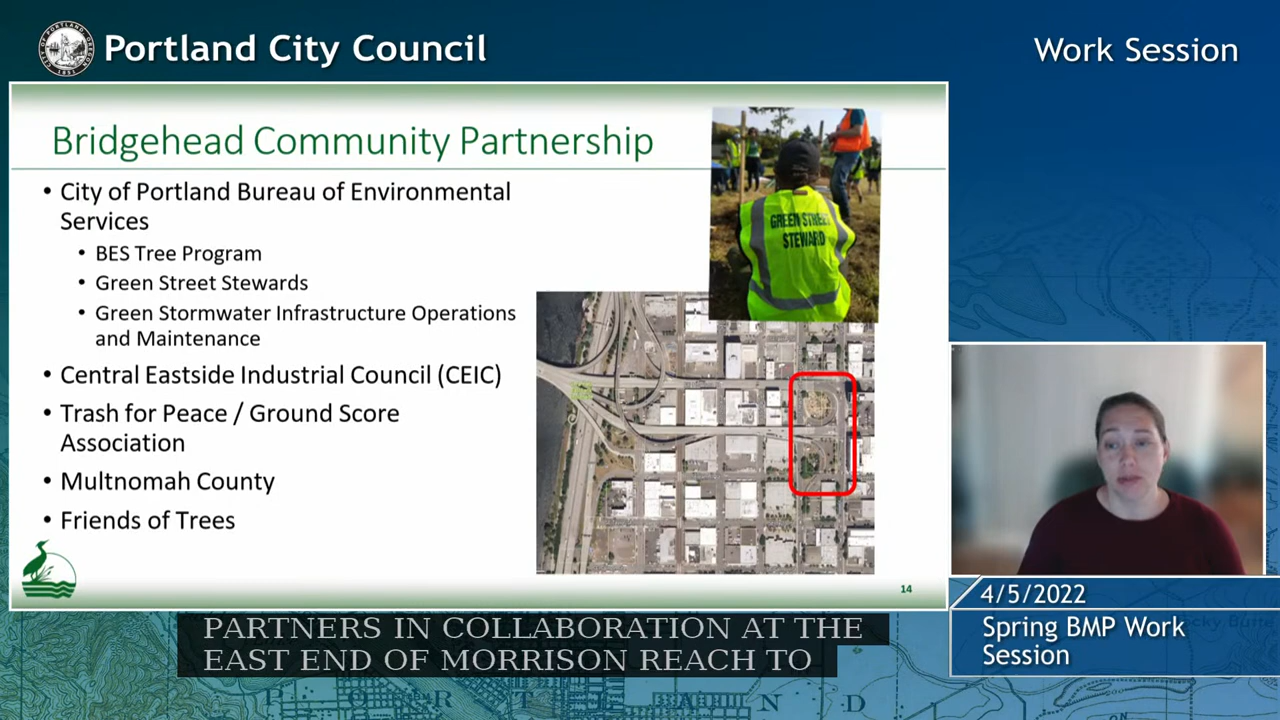 Portland City Council
Work Session
Bridgehead Community Partnership
• City of Portland Bureau of Environmental
Services
• BES Tree Program
• Green Street Stewards
• Green Stormwater Infrastructure Operations
and Maintenance
• Central Eastside Industrial Council (CEIC)
• Trash for Peace / Ground Score
Association
• Multnomah County
• Friends of Trees
GREEN STREET
STEWARD
14
4/5/2022
Spring BMP Work
Session
PARTNERS IN COLLABORATION AT THE
EAST END OF MORRISON REACH TO